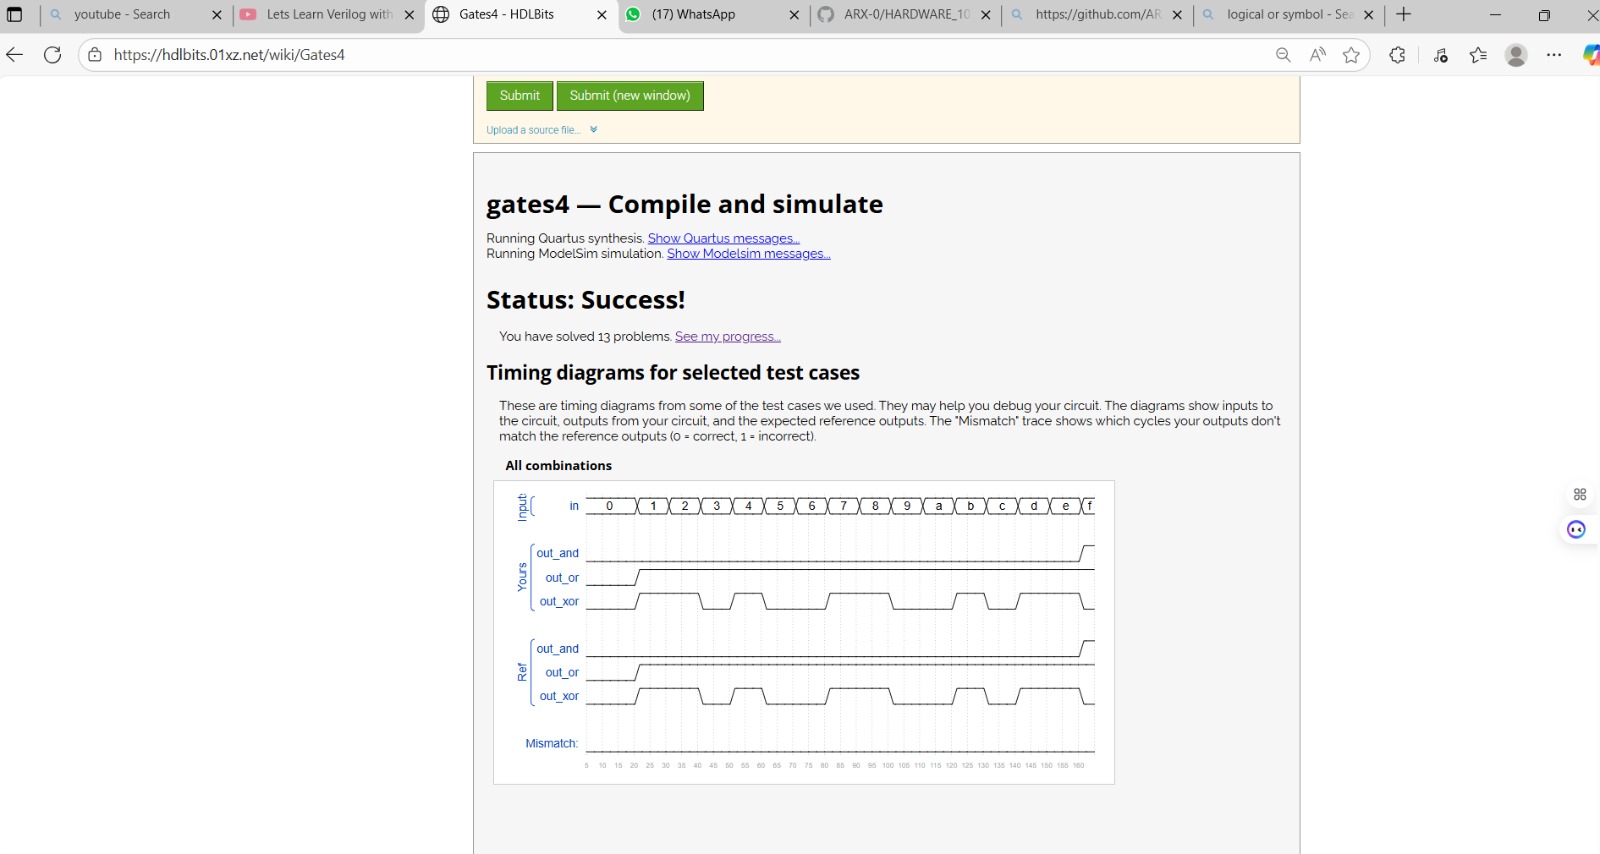 youtube - Search
Lets Learn Verilog with
Gates4 - HDLBits
(17) WhatsApp
ARX-0/HARDWARE_10
https://github.com/AR
logical or symbol - Sea
https://hdlbits.01xz.net/wiki/Gates4
Submit
Submit (new window)
Upload a source file...
gates4 — Compile and simulate
Running Quartus synthesis. Show Quartus messages...
Running ModelSim simulation. Show Modelsim messages...
Status: Success!
You have solved 13 problems. See my progress...
Timing diagrams for selected test cases
These are timing diagrams from some of the test cases we used. They may help you debug your circuit. The diagrams show inputs to
the circuit, outputs from your circuit, and the expected reference outputs. The "Mismatch" trace shows which cycles your outputs don't
match the reference outputs (0 = correct, 1 = incorrect).
All combinations
Inputs
in 0 1 2 3 4 5 6 7 8 9 a b c d e f
Yours
out_and
out_or
out_xor
Ref
out_and
out_or
out_xor
Mismatch:
5 10 15 20 25 30 35 40 45 50 55 60 65 70 75 80 85 90 95 100 105 110 115 120 125 130 135 140 145 150 155 160